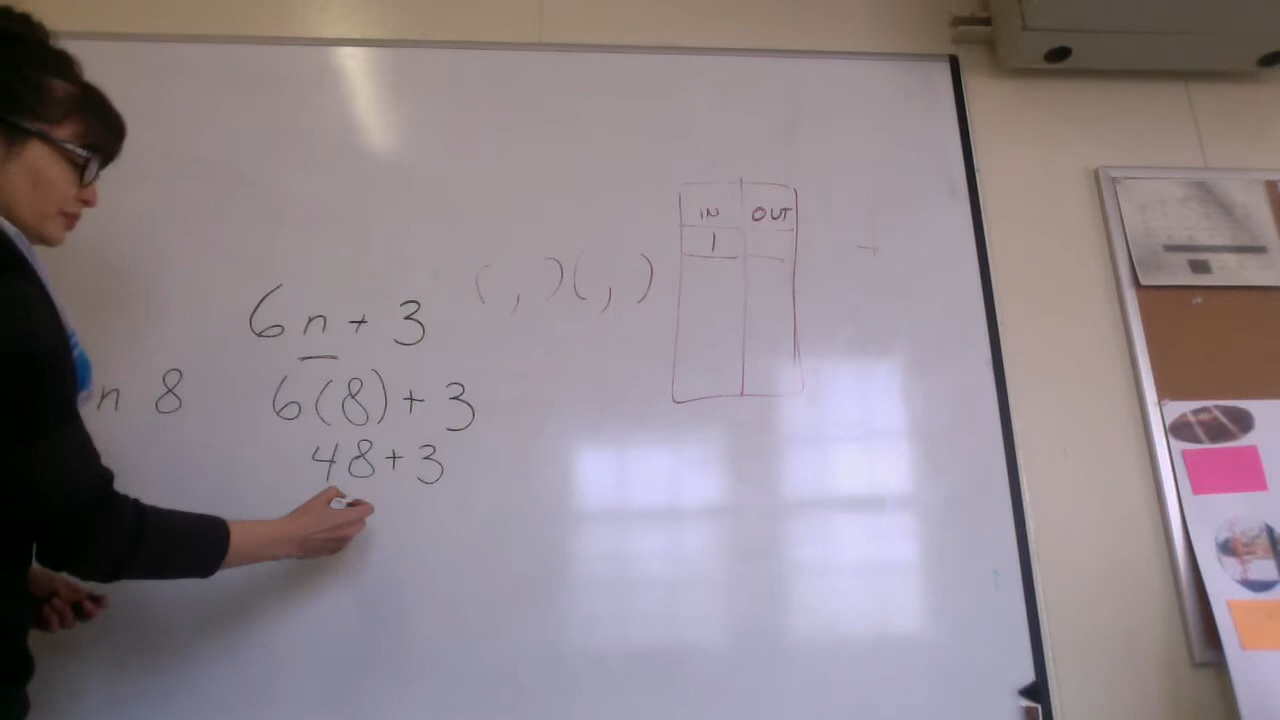 6n + 3
( , )( , )
IN OUT
1
n 8
6(8) + 3
48 + 3